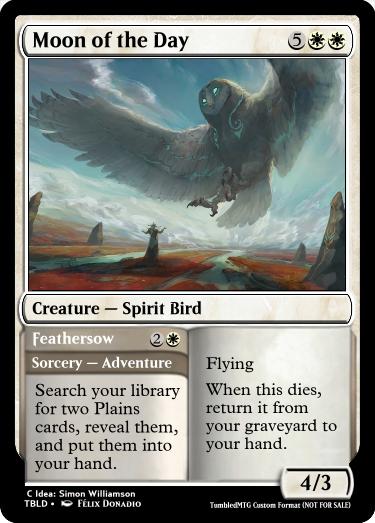 Moon of the Day 5
Creature — Spirit Bird
Feathersow 2
Sorcery — Adventure
Search your library
for two Plains
cards, reveal them,
and put them into
your hand.
Flying
When this dies,
return it from
your graveyard to
your hand.
4/3
C Idea: Simon Williamson
TBLD • Félix Donadio
TumbledMTG Custom Format (NOT FOR SALE)